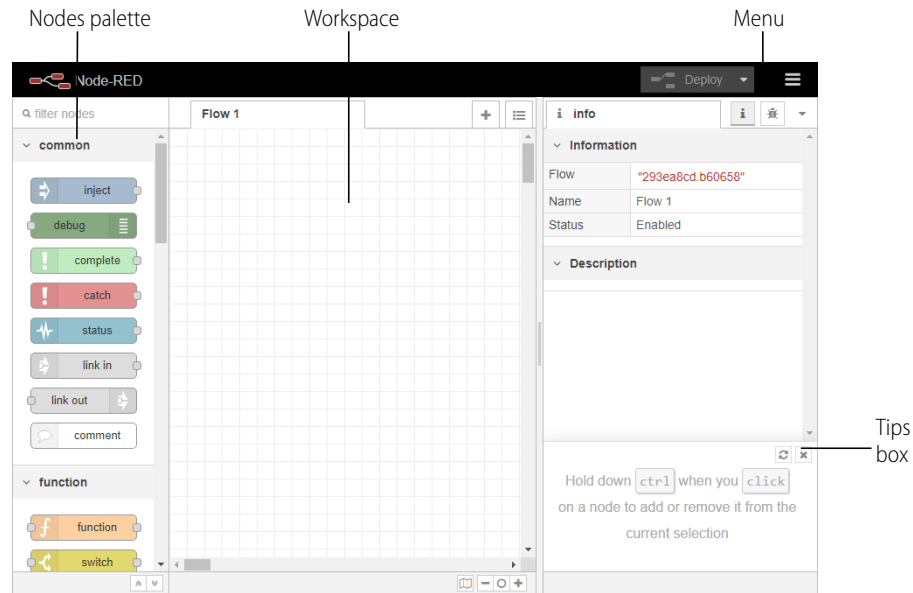 Nodes palette
Workspace
Menu
Node-RED
Deploy
filter nodes
Flow 1
i info
i
common
inject
debug
complete
catch
status
link in
link out
comment
function
function
switch
Information
Flow "293ea8cd.b60658"
Name Flow 1
Status Enabled
Description
Tips
box
Hold down ctrl when you click
on a node to add or remove it from the
current selection